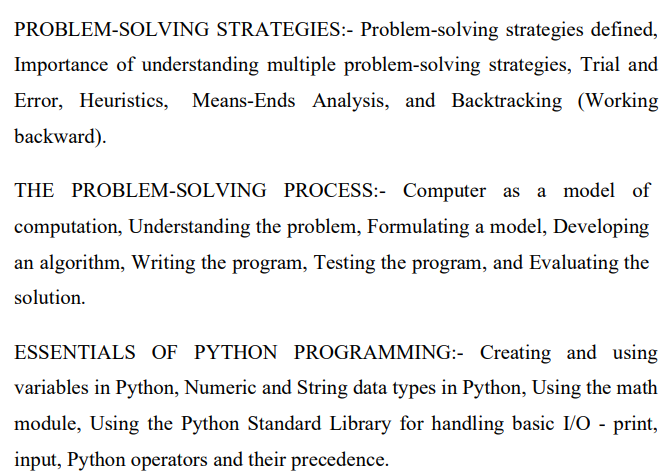 PROBLEM-SOLVING STRATEGIES:- Problem-solving strategies defined,
Importance of understanding multiple problem-solving strategies, Trial and
Error, Heuristics, Means-Ends Analysis, and Backtracking (Working
backward).
THE PROBLEM-SOLVING PROCESS:- Computer as a model of
computation, Understanding the problem, Formulating a model, Developing
an algorithm, Writing the program, Testing the program, and Evaluating the
solution.
ESSENTIALS OF PYTHON PROGRAMMING:- Creating and using
variables in Python, Numeric and String data types in Python, Using the math
module, Using the Python Standard Library for handling basic I/O - print,
input, Python operators and their precedence.